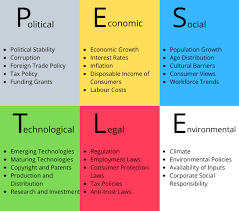 Political
• Political Stability
• Corruption
• Foreign Trade Policy
• Tax Policy
• Funding Grants
Economic
• Economic Growth
• Interest Rates
• Inflation
• Disposable Income of
Consumers
• Labour Costs
Social
• Population Growth
• Age Distribution
• Cultural Barriers
• Consumer Views
• Workforce Trends
Technological
• Emerging Technologies
• Maturing Technologies
• Copyright and Patents
• Production and
Distribution
• Research and Investment
Legal
• Regulation
• Employment Laws
• Consumer Protection
Laws
• Tax Policies
• Anti-trust Laws
Environmental
• Climate
• Environmental Policies
• Availability of Inputs
• Corporate Social
Responsibility